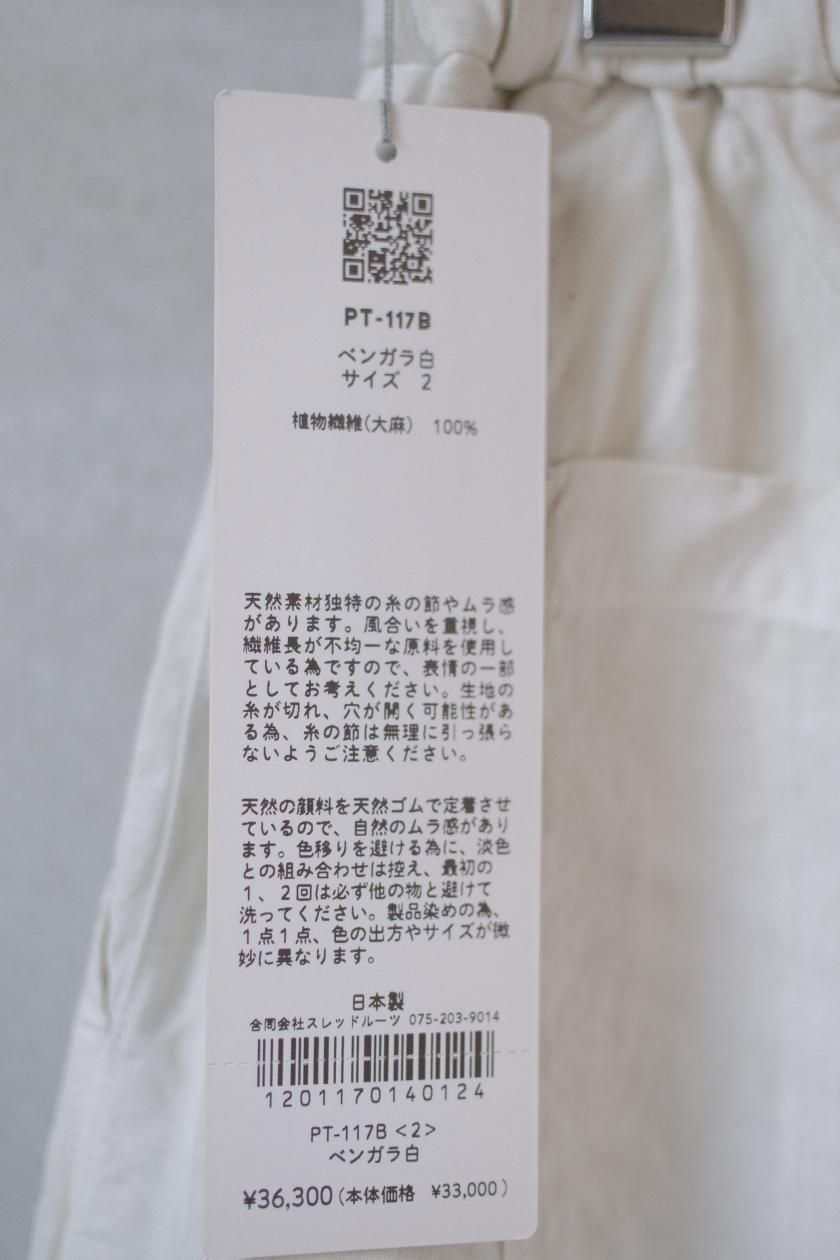 PT-117B
ベンガラ白
サイズ 2
植物繊維(大麻) 100%
天然素材独特の糸の節やムラ感
があります。風合いを重視し、
繊維長が不均一な原料を使用し
ている為ですので、表情の一部
としてお考えください。生地の
糸が切れ、穴が開く可能性があ
る為、糸の節は無理に引っ張ら
ないようご注意ください。
天然の顔料を天然ゴムで定着させ
ているので、自然のムラ感があり
ます。色移りを避ける為に、淡色
との組み合わせは控え、最初の
1、2回は必ず他の物と避けて
洗ってください。製品染めの為、
1点1点、色の出方やサイズが微
妙に異なります。
日本製
合同会社スレッドルーツ 075-203-9014
1201170140124
PT-117B <2>
ベンガラ白
¥36,300(本体価格 ¥33,000)